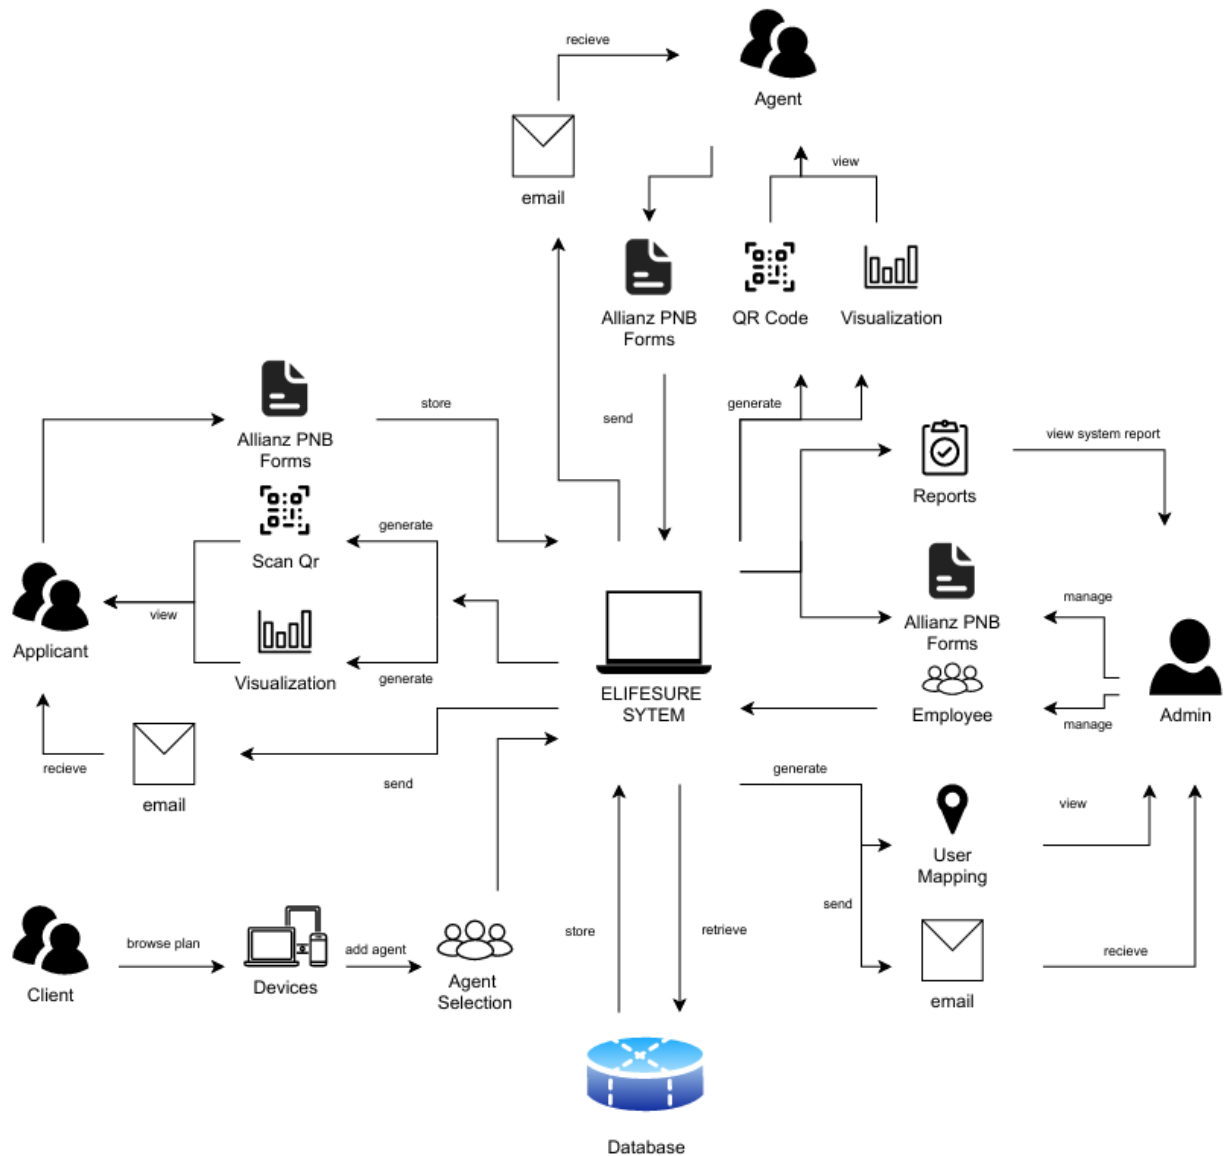 recieve
Agent
view
email
Allianz PNB
Forms
QR Code
Visualization
store
send
generate
Allianz PNB
Forms
view system report
Reports
generate
Scan Qr
Allianz PNB
Forms
manage
Applicant
view
Visualization
generate
ELIFESURE
SYTEM
Employee
manage
Admin
recieve
email
send
generate
User
Mapping
view
send
Client
browse plan
Devices
add agent
Agent
Selection
store
retrieve
email
recieve
Database